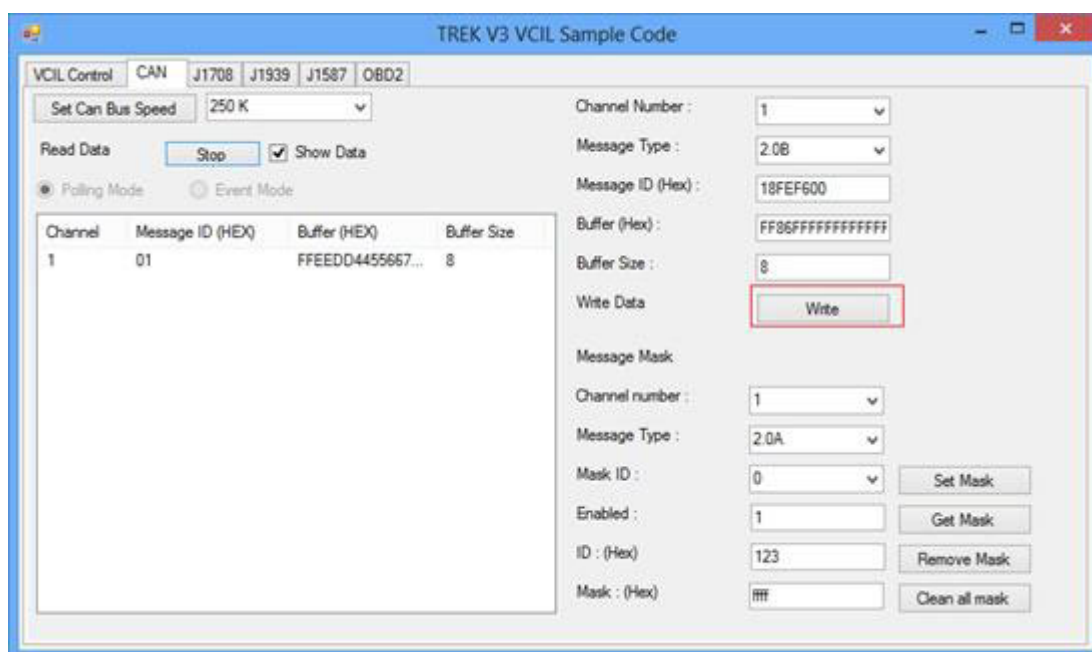 TREK V3 VCIL Sample Code
VCIL Control CAN J1708 J1939 J1587 OBD2
Set Can Bus Speed 250 K
Read Data Stop Show Data
Polling Mode Event Mode
Channel Message ID (HEX) Buffer (HEX) Buffer Size
1 01 FFEEDD4455667... 8
Channel Number : 1
Message Type : 2.0B
Message ID (Hex) : 18FEF600
Buffer (Hex) : FF86FFFFFFFFFFFF
Buffer Size : 8
Write Data Write
Message Mask
Channel number : 1
Message Type : 2.0A
Mask ID : 0 Set Mask
Enabled : 1 Get Mask
ID : (Hex) 123 Remove Mask
Mask : (Hex) ffff Clean all mask